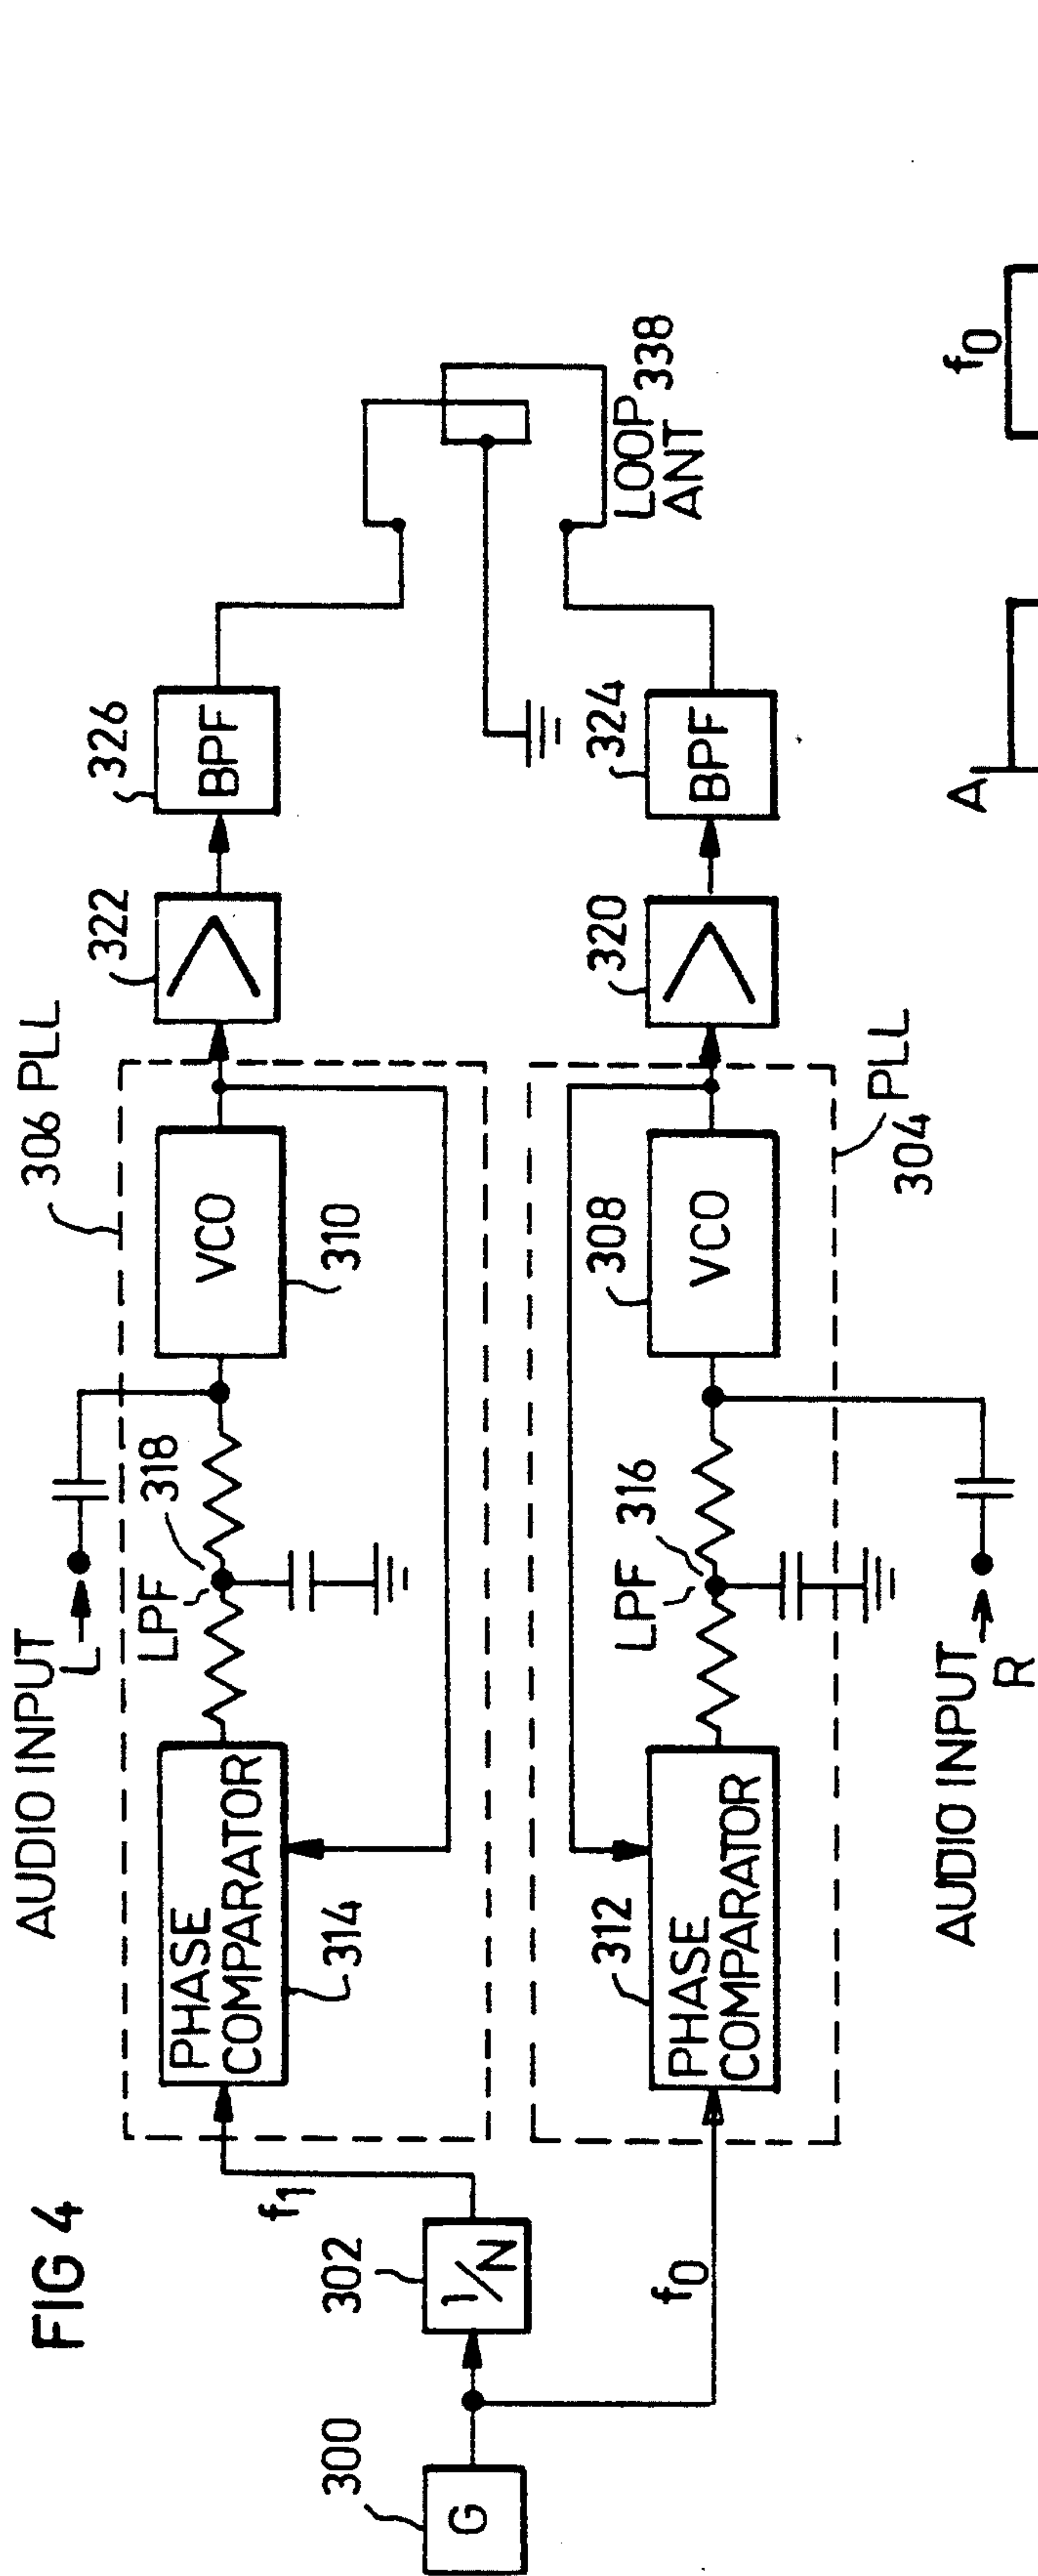 FIG 4
AUDIO INPUT
L
306 PLL
LPF 318
322
326
PHASE
COMPARATOR
VCO
BPF
314
310
f1
300
302
G
1/N
LOOP 338
ANT
f0
312
LPF 316
308
320
324
PHASE
COMPARATOR
VCO
BPF
304 PLL
AUDIO INPUT
R
A
f0